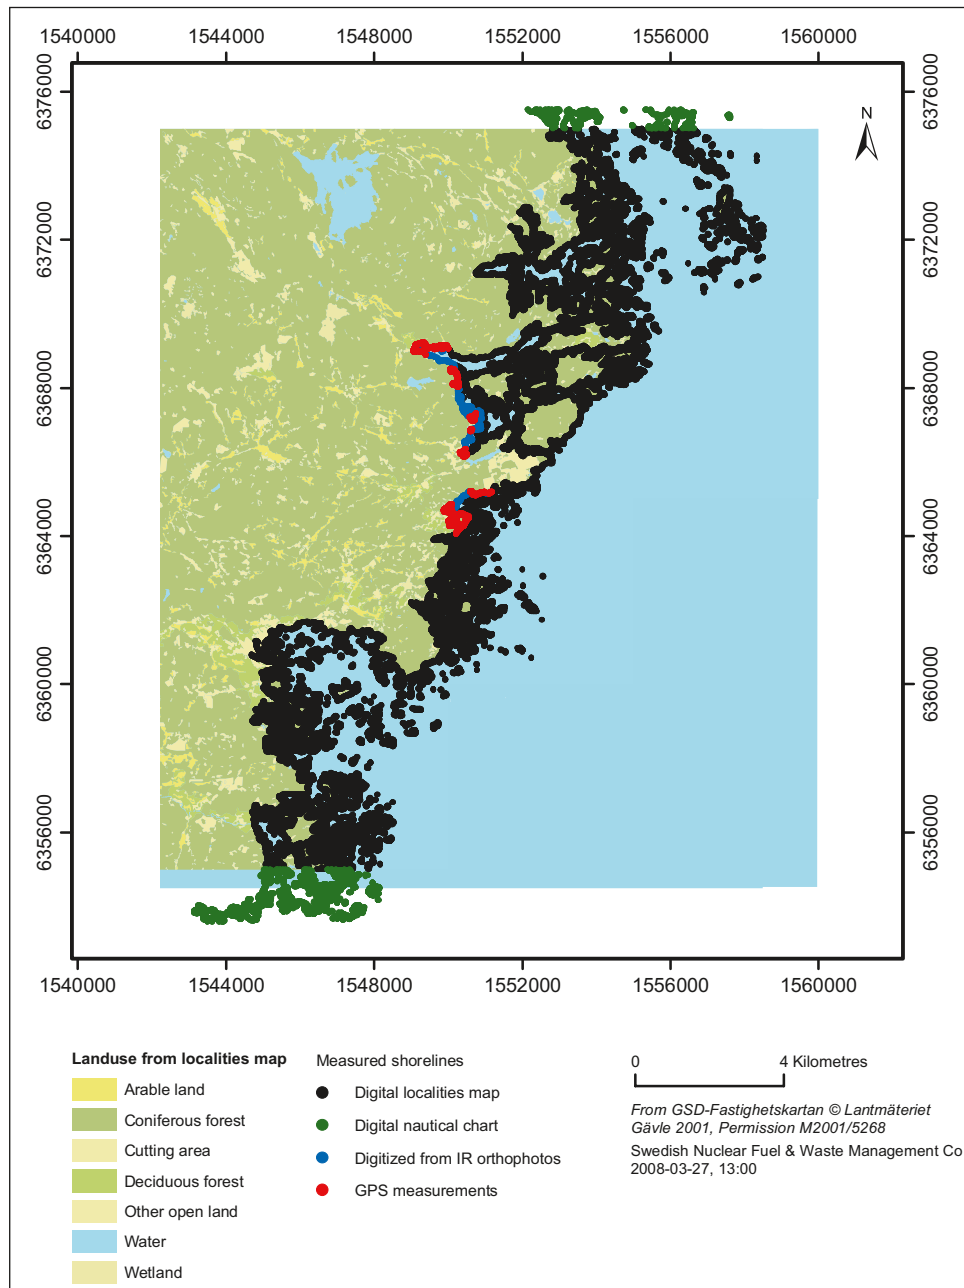 1540000 1544000 1548000 1552000 1556000 1560000
6376000 6376000
N
6372000 6372000
6368000 6368000
6364000 6364000
6360000 6360000
6356000 6356000
1540000 1544000 1548000 1552000 1556000 1560000
Landuse from localities map
Arable land
Coniferous forest
Cutting area
Deciduous forest
Other open land
Water
Wetland
Measured shorelines
Digital localities map
Digital nautical chart
Digitized from IR orthophotos
GPS measurements
0 4 Kilometres
From GSD-Fastighetskartan © Lantmäteriet
Gävle 2001, Permission M2001/5268
Swedish Nuclear Fuel & Waste Management Co
2008-03-27, 13:00